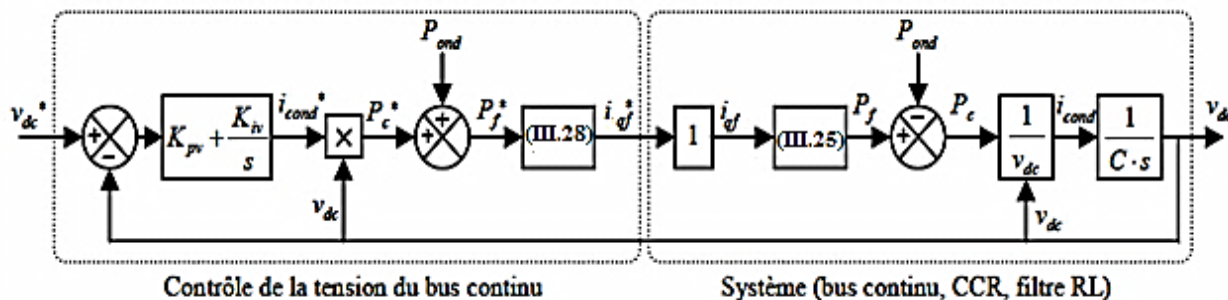 P_ond
P_ond
v_dc*
+
-
K_pv + K_iv / s
i_cond*
×
P_c*
+
+
P_f*
(III.28)
i_qf*
1
i_qf
(III.25)
P_f
-
+
P_c
1 / v_dc
i_cond
1 / C · s
v_dc
v_dc
v_dc
Contrôle de la tension du bus continu
Système (bus continu, CCR, filtre RL)